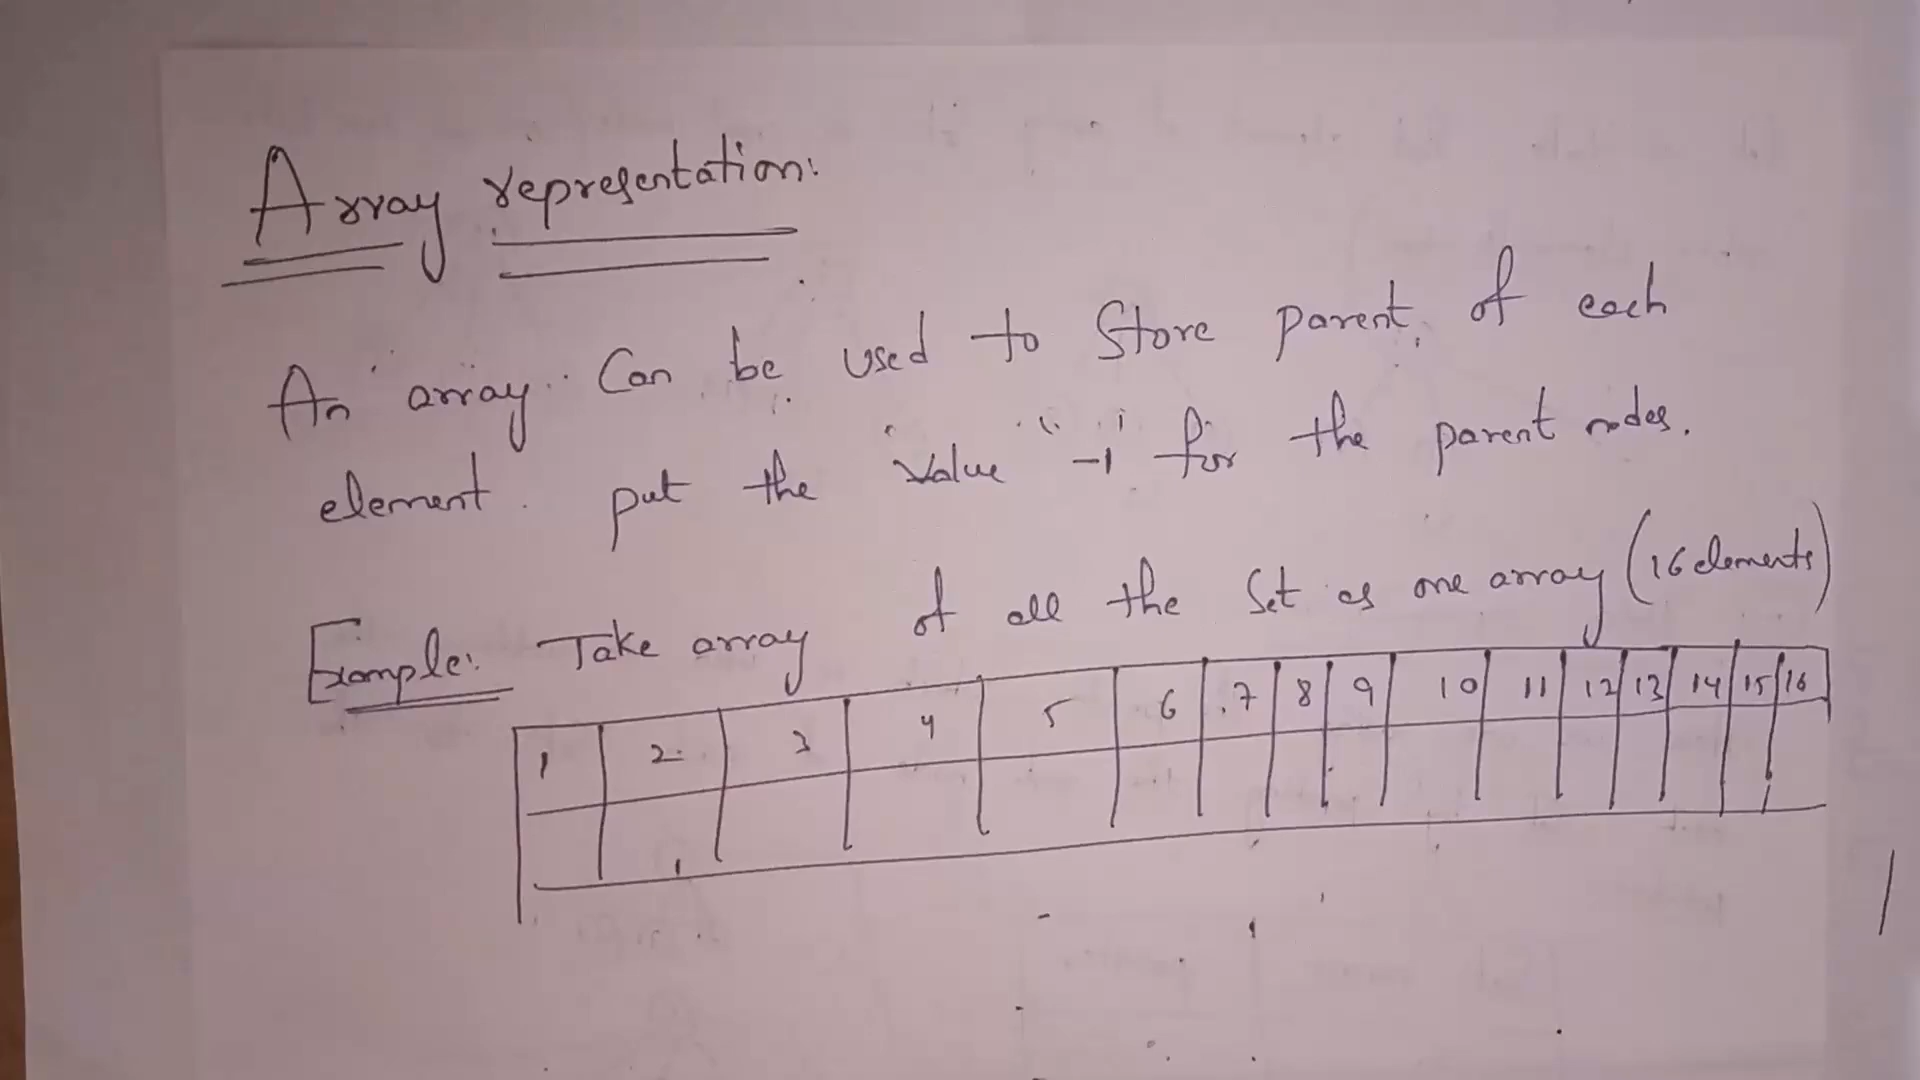 Array representation:
An array can be used to store parent of each
element. put the value "-1" for the parent nodes.
Example: Take array of all the Set as one array (16 elements)
1 2 3 4 5 6 7 8 9 10 11 12 13 14 15 16